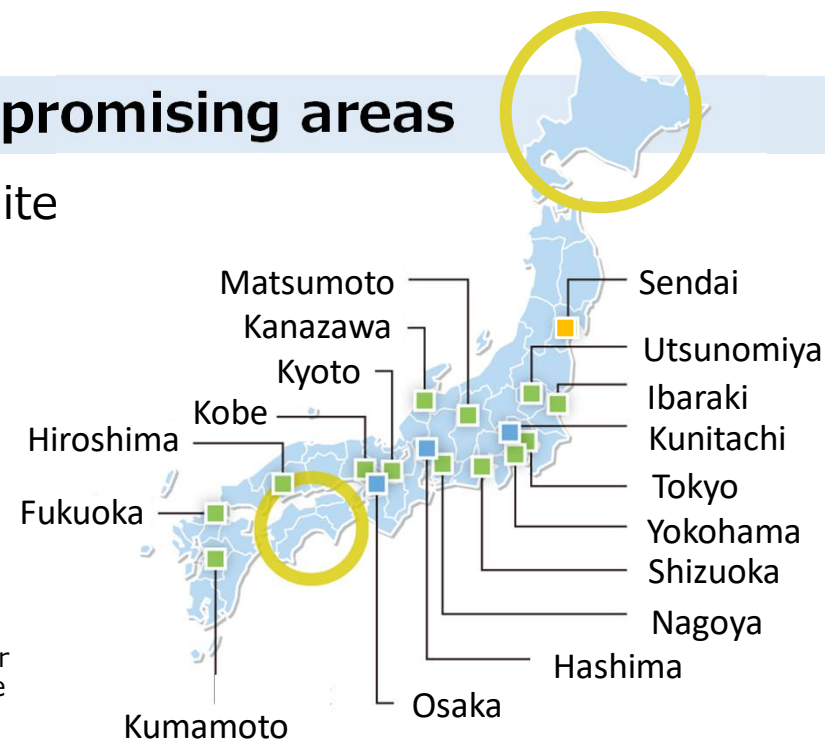 promising areas
ite
Matsumoto
Sendai
Kanazawa
Utsunomiya
Kyoto
Ibaraki
Kobe
Kunitachi
Hiroshima
Tokyo
Fukuoka
Yokohama
Shizuoka
Nagoya
r
Hashima
e
Osaka
Kumamoto